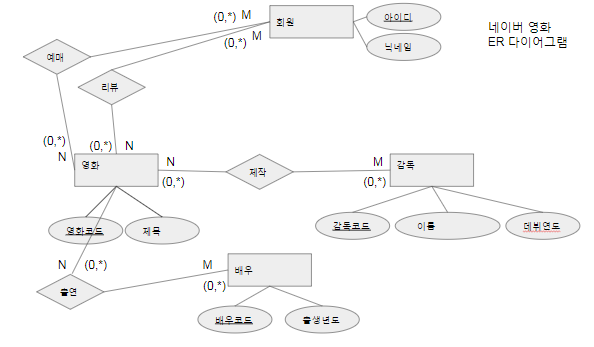 (0,*) M
회원
아이디
네이버 영화
ER 다이어그램
(0,*) M
닉네임
예매
리뷰
(0,*)
N
(0,*) N
영화
N
(0,*)
제작
M
(0,*)
감독
영화코드
제목
감독코드
이름
데뷔연도
N (0,*)
출연
M
(0,*)
배우
배우코드
출생년도